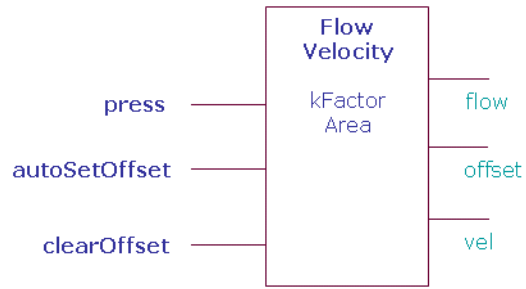 Flow
Velocity
kFactor
Area
press
autoSetOffset
clearOffset
flow
offset
vel